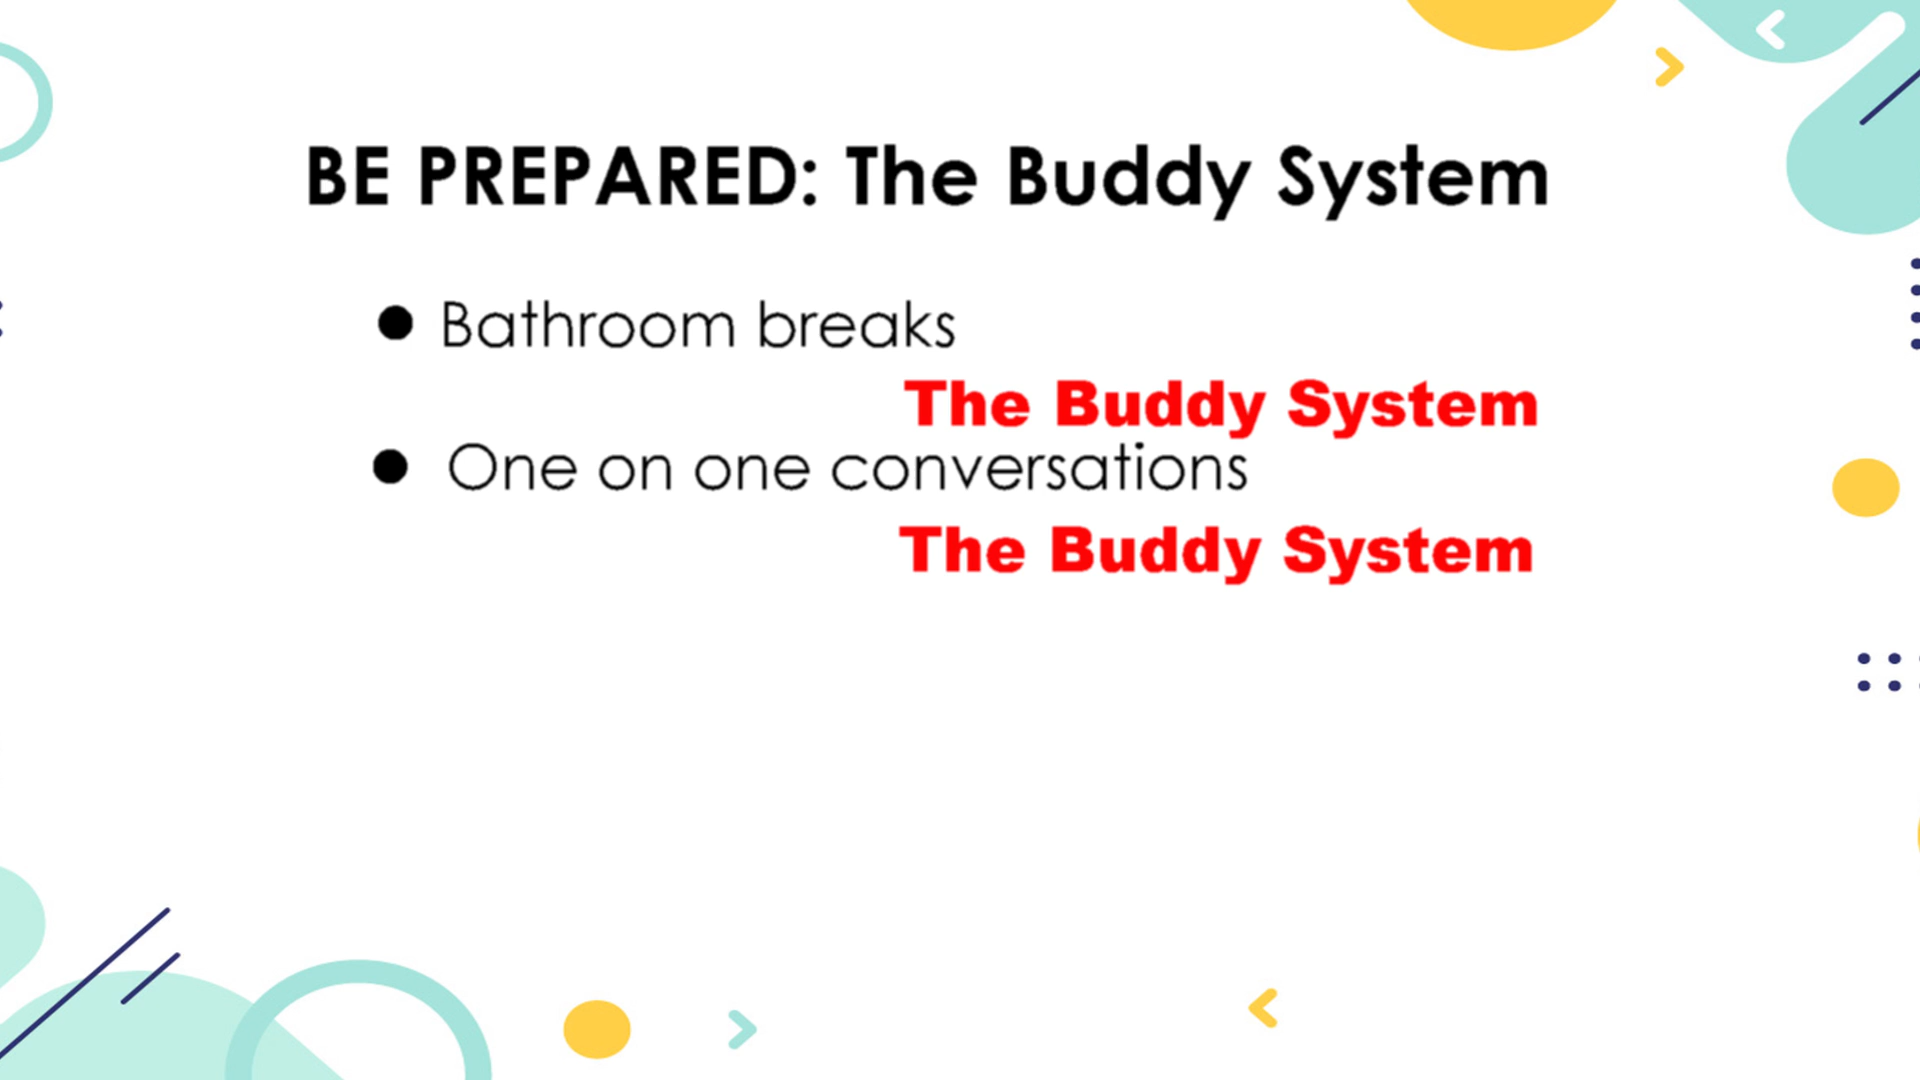 BE PREPARED: The Buddy System
● Bathroom breaks
The Buddy System
● One on one conversations
The Buddy System